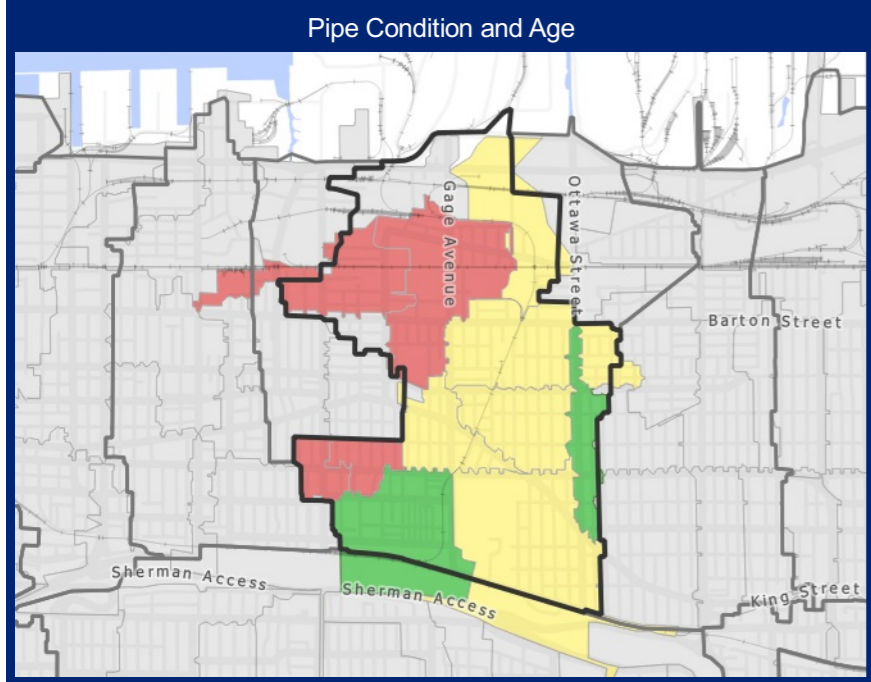 Pipe Condition and Age
Gage Avenue
Ottawa Street
Barton Street
Sherman Access
Sherman Access
King Street